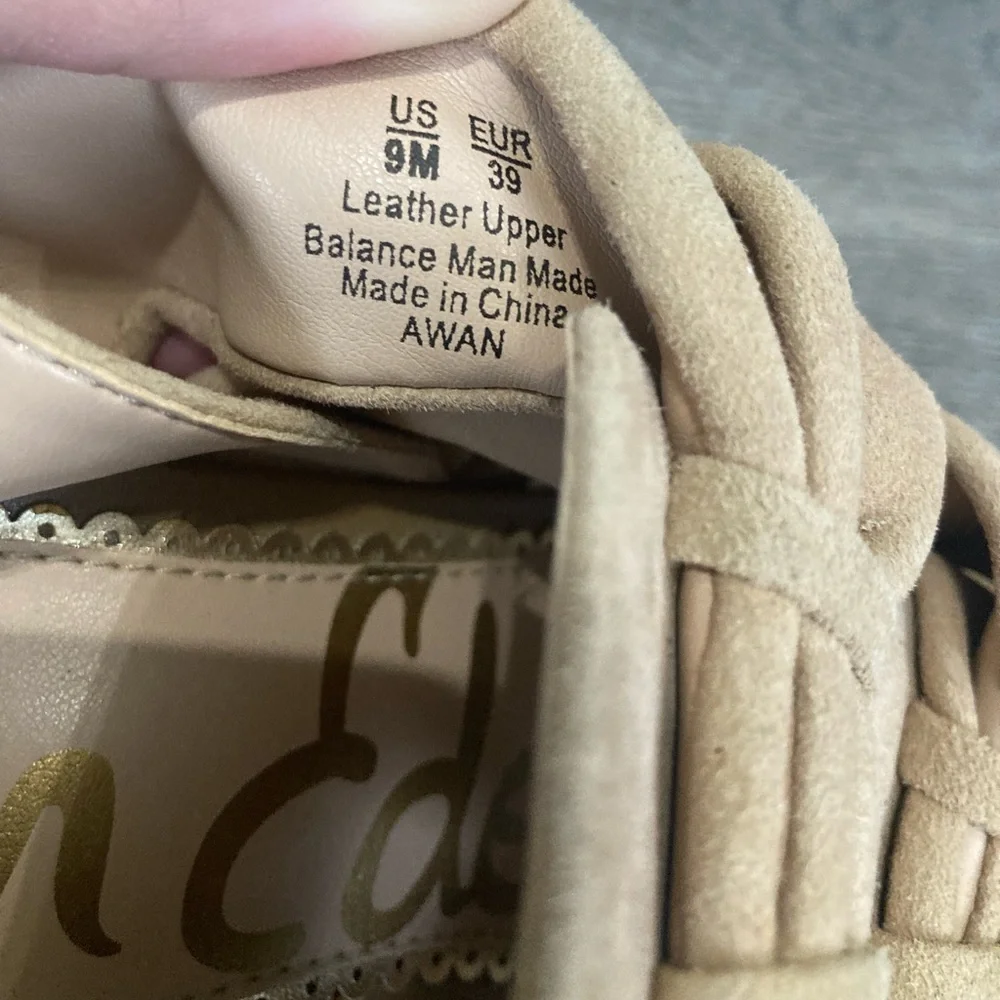 US EUR
9M 39
Leather Upper
Balance Man Made
Made in China
AWAN